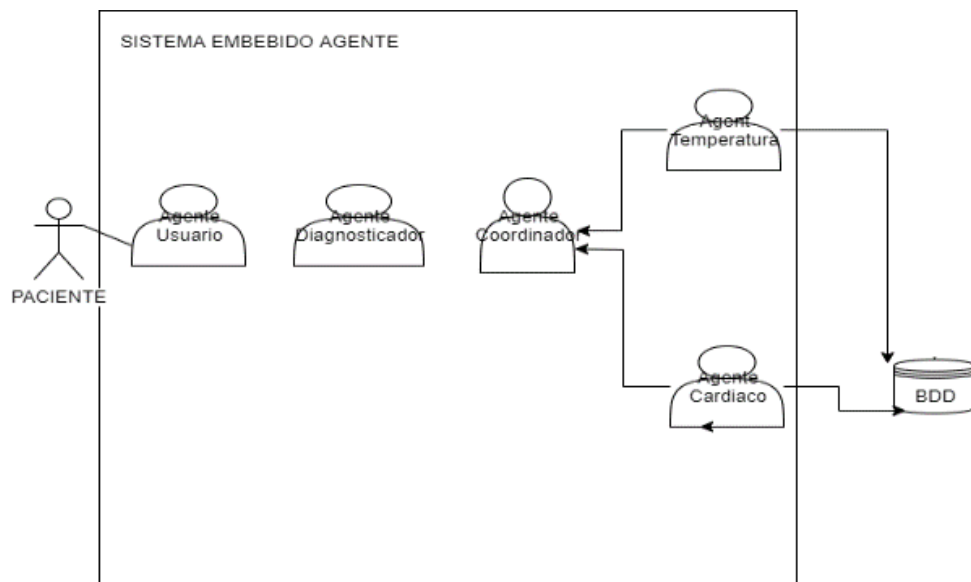 SISTEMA EMBEBIDO AGENTE
Agent
Temperatura
Agente
Usuario
Agente
Diagnosticador
Agente
Coordinador
PACIENTE
Agente
Cardiaco
BDD